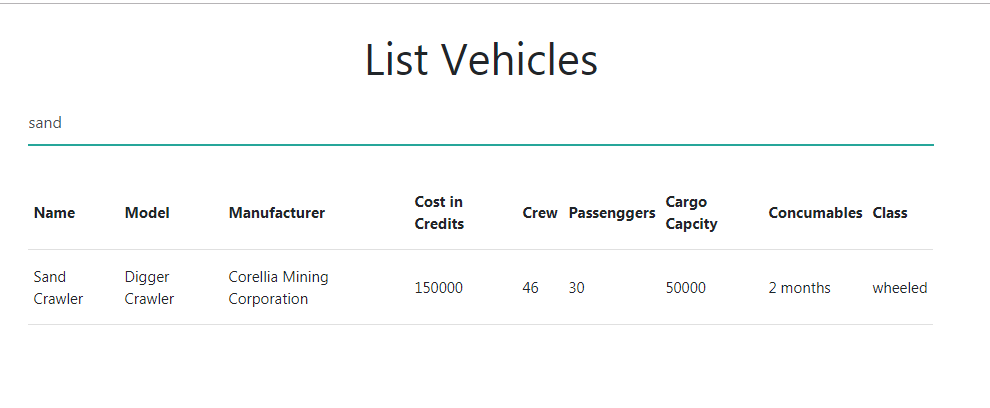 List Vehicles
sand
Name Model Manufacturer Cost in Credits Crew Passenggers Cargo Capcity Concumables Class
Sand Crawler Digger Crawler Corellia Mining Corporation 150000 46 30 50000 2 months wheeled